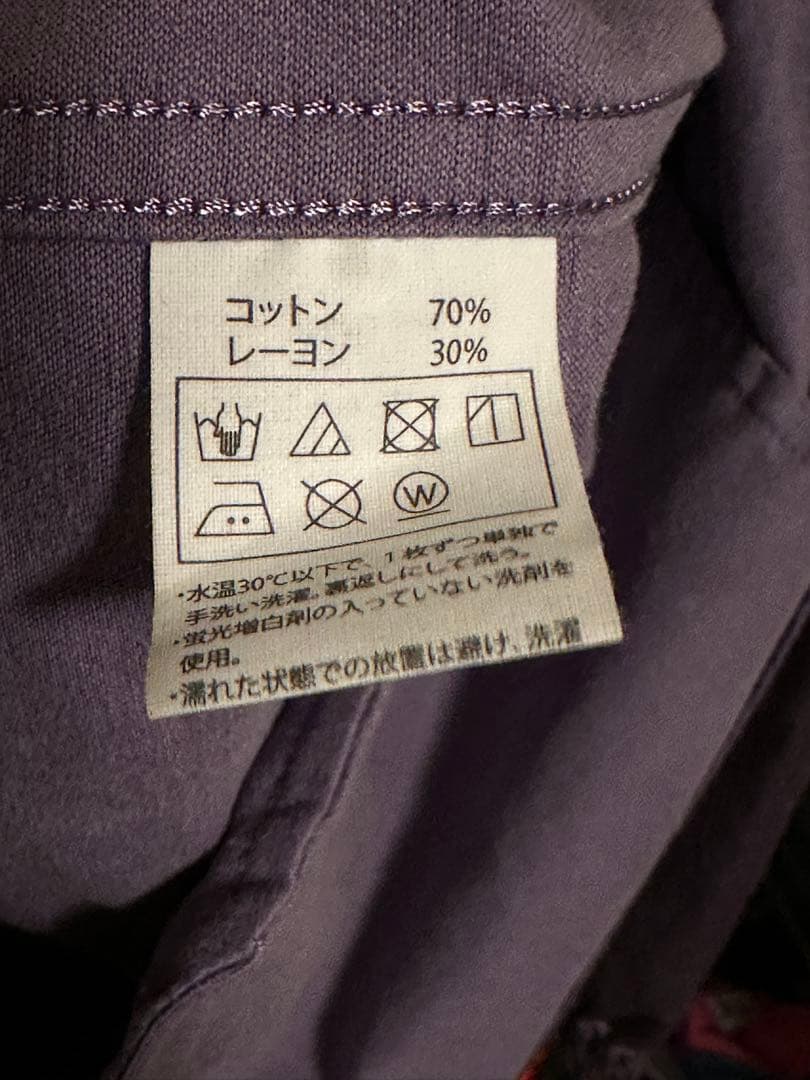 コットン 70%
レーヨン 30%
W
・水温30℃以下で、1枚ずつ単独で
手洗い洗濯。裏返しにして洗う。
・蛍光増白剤の入っていない洗剤を
使用。
・濡れた状態での放置は避け、洗濯